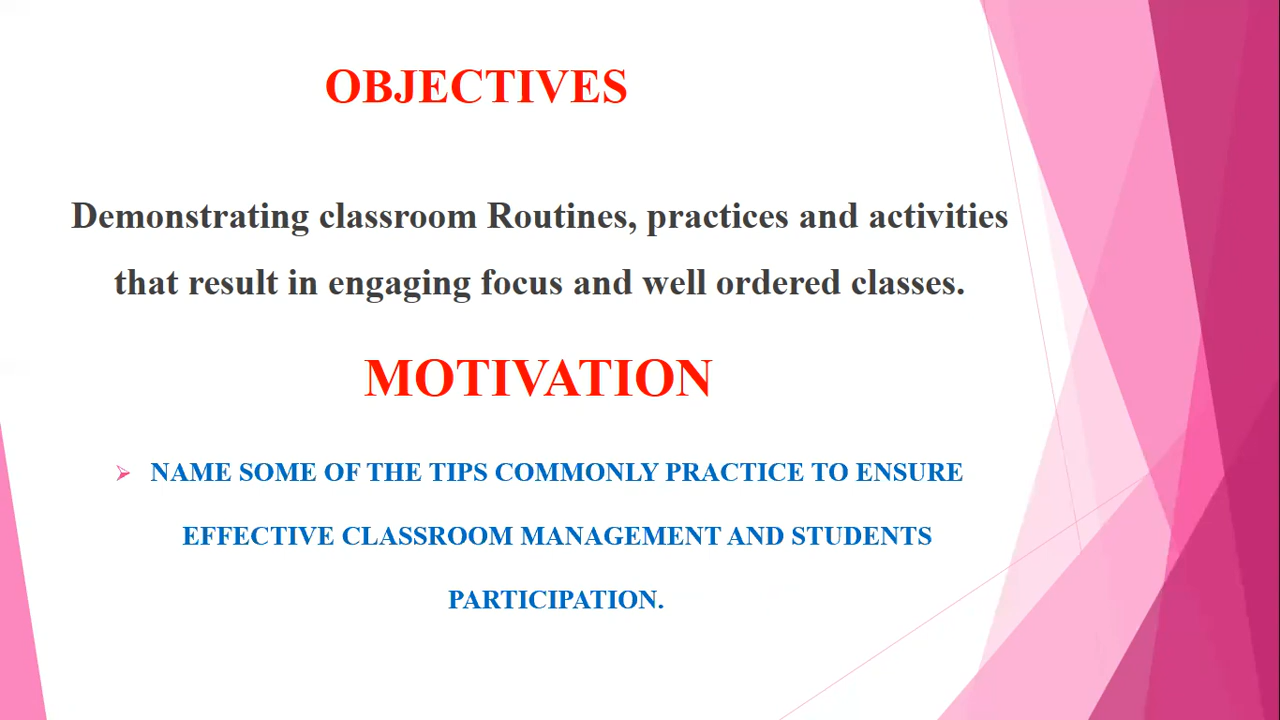 OBJECTIVES
Demonstrating classroom Routines, practices and activities
that result in engaging focus and well ordered classes.
MOTIVATION
NAME SOME OF THE TIPS COMMONLY PRACTICE TO ENSURE
EFFECTIVE CLASSROOM MANAGEMENT AND STUDENTS
PARTICIPATION.